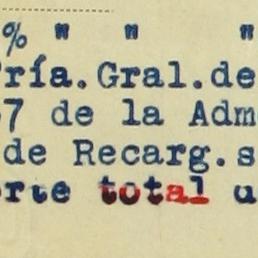 % " " "
ría.Gral.de
7 de la Adm
de Recarg.s
rte total u